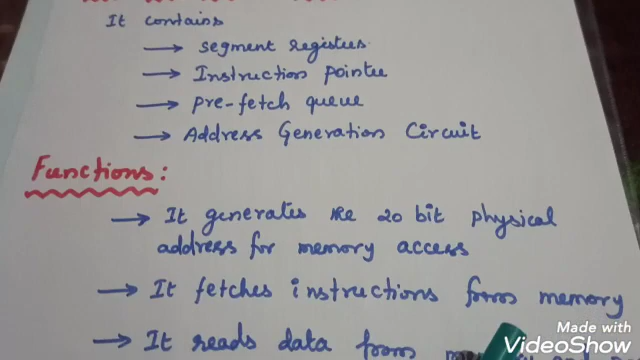 It contains
→ segment registers
→ Instruction pointer
→ pre-fetch queue
→ Address Generation Circuit
Functions:
→ It generates the 20 bit physical
address for memory access
→ It fetches instructions from memory
→ It reads data from
Made with
VideoShow